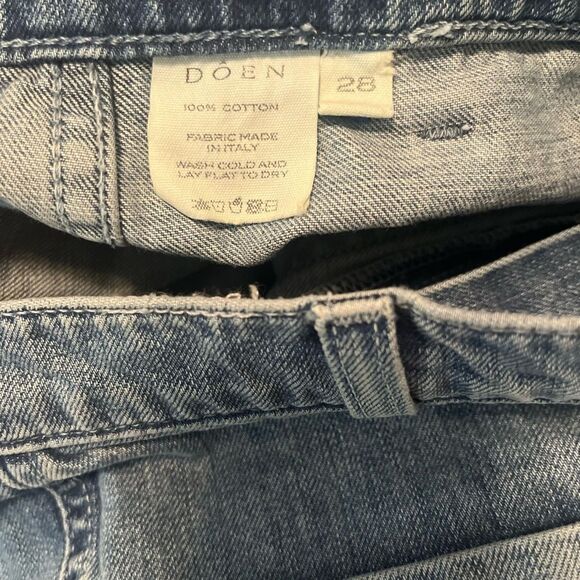 DÔEN
28
100% COTTON
FABRIC MADE
IN ITALY
WASH COLD AND
LAY FLAT TO DRY